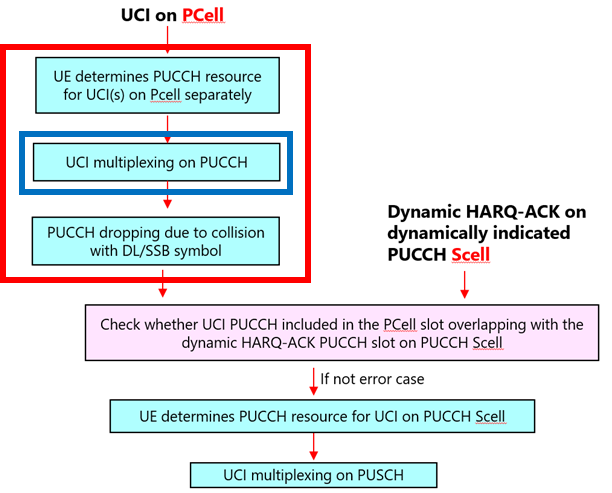 UCI on PCell
UE determines PUCCH resource
for UCI(s) on Pcell separately
UCI multiplexing on PUCCH
PUCCH dropping due to collision
with DL/SSB symbol
Dynamic HARQ-ACK on
dynamically indicated
PUCCH Scell
Check whether UCI PUCCH included in the PCell slot overlapping with the
dynamic HARQ-ACK PUCCH slot on PUCCH Scell
If not error case
UE determines PUCCH resource for UCI on PUCCH Scell
UCI multiplexing on PUSCH